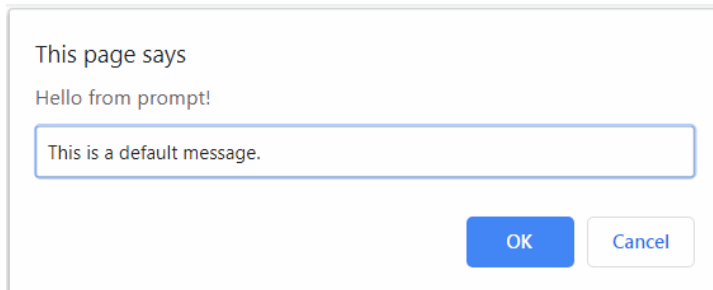 This page says
Hello from prompt!
This is a default message.
OK Cancel